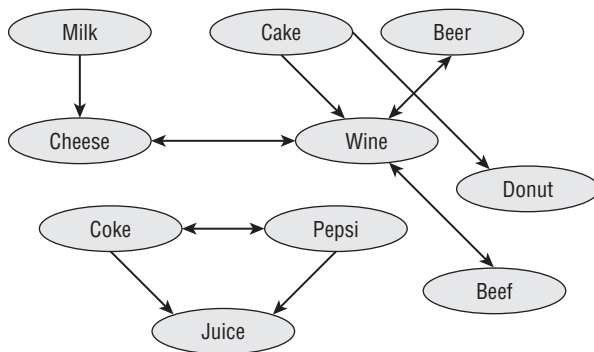 Milk
Cake
Beer
Cheese
Wine
Donut
Coke
Pepsi
Beef
Juice